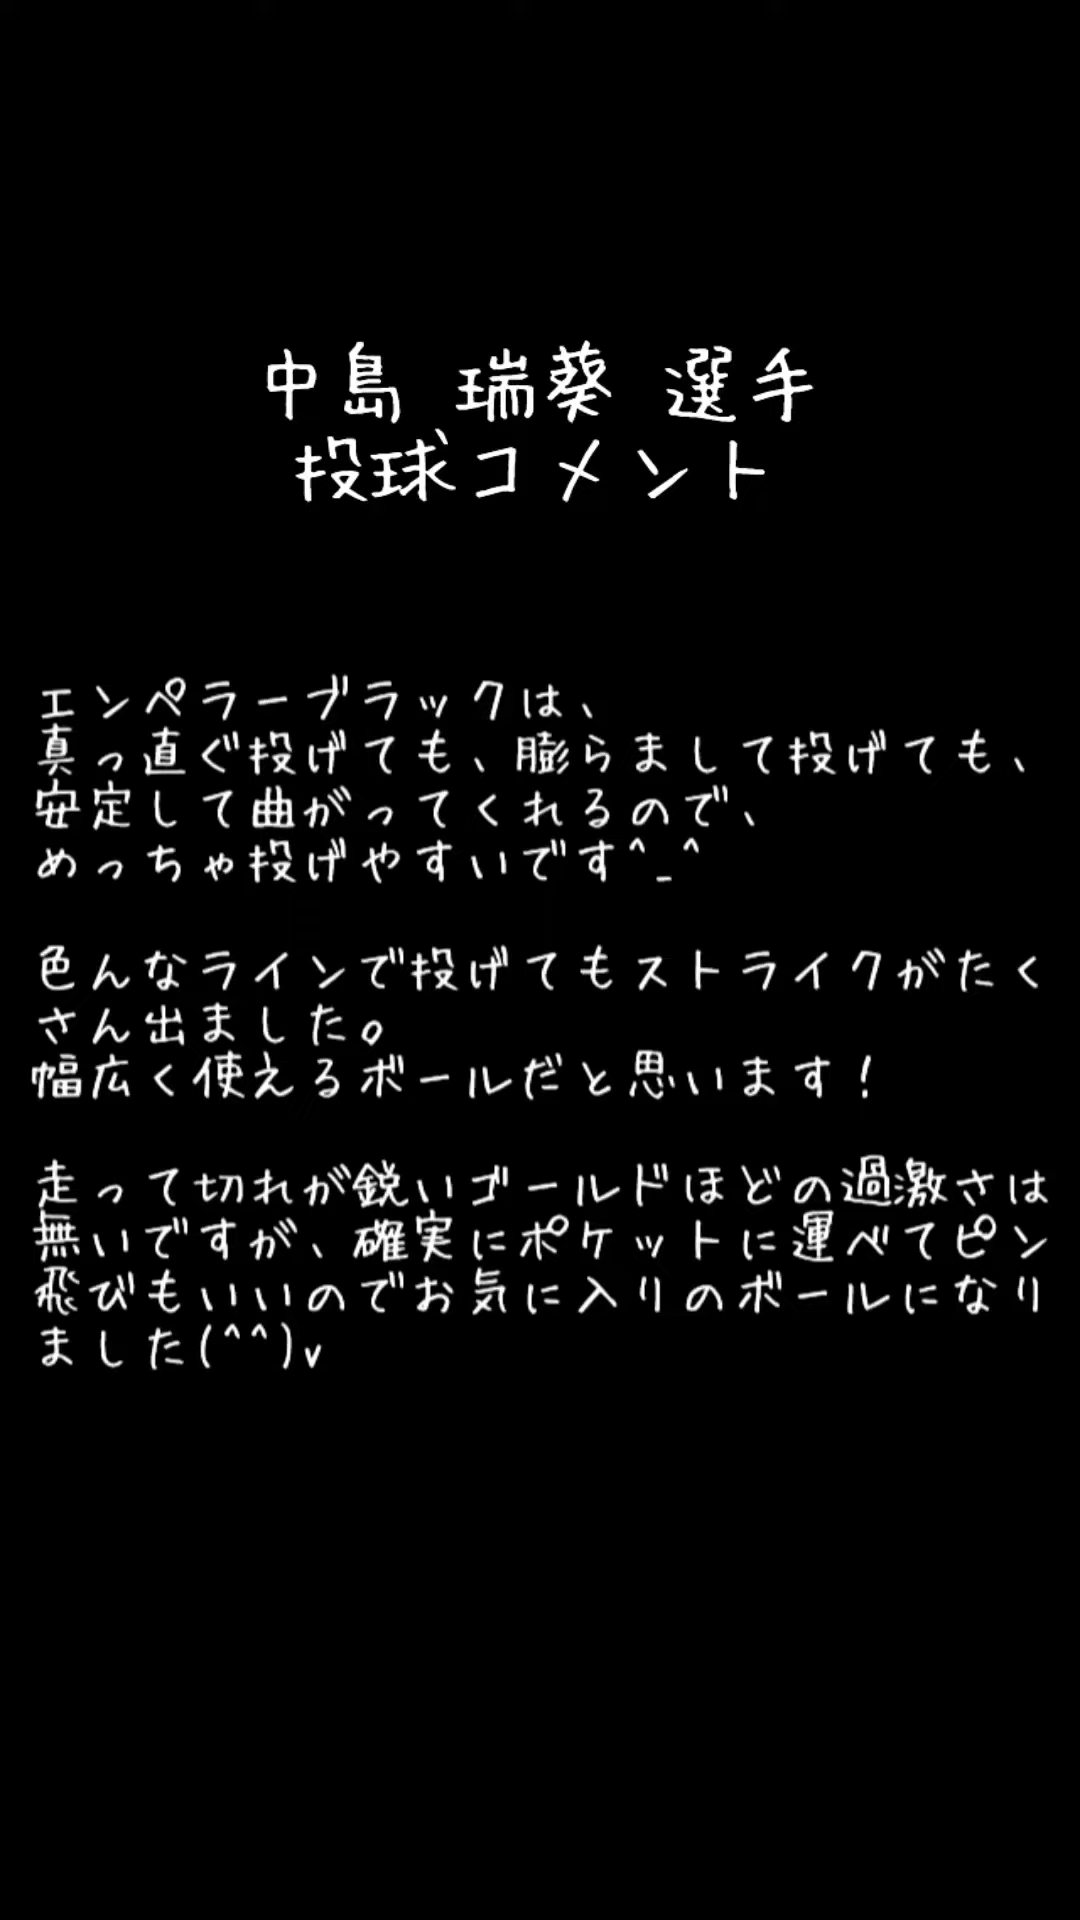 中島 瑞葵 選手
投球コメント
エンペラーブラックは、
真っ直ぐ投げても、膨らまして投げても、
安定して曲がってくれるので、
めっちゃ投げやすいです^_^
色んなラインで投げてもストライクがたく
さん出ました。
幅広く使えるボールだと思います！
走って切れが鋭いゴールドほどの過激さは
無いですが、確実にポケットに運べてピン
飛びもいいのでお気に入りのボールになり
ました(^^)v